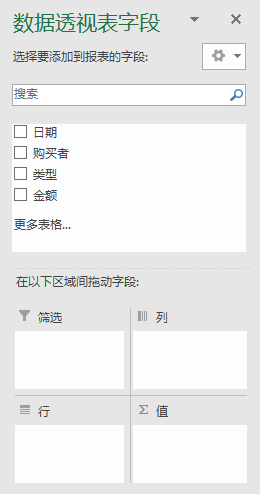 数据透视表字段
选择要添加到报表的字段:
搜索
日期
购买者
类型
金额
更多表格...
在以下区域间拖动字段:
筛选
列
行
Σ 值